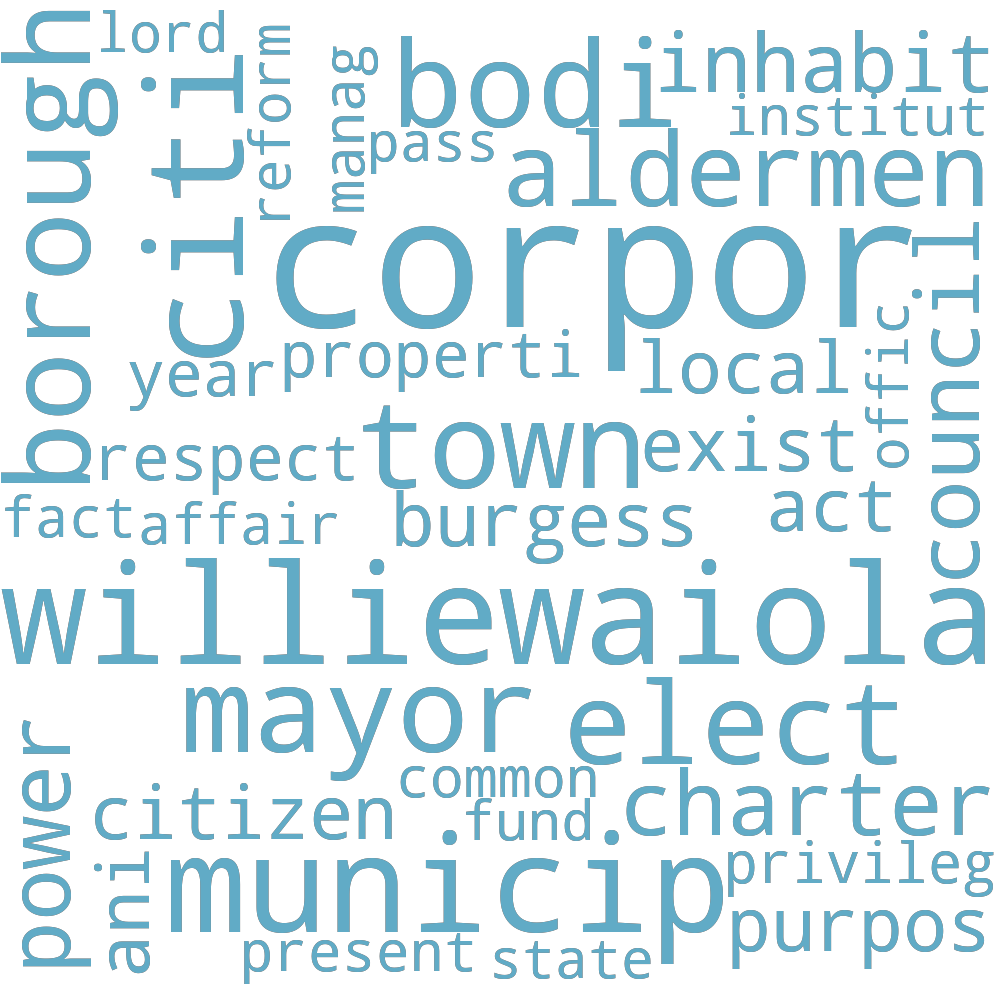 borough
lord
citi
reform
manag
bodi
inhabit
institut
pass
aldermen
corpor
council
year
properti
local
offic
respect
town
exist
fact
affair
burgess
act
williewaiola
mayor
elect
power
citizen
common
fund
charter
ani
municip
privileg
purpos
present
state